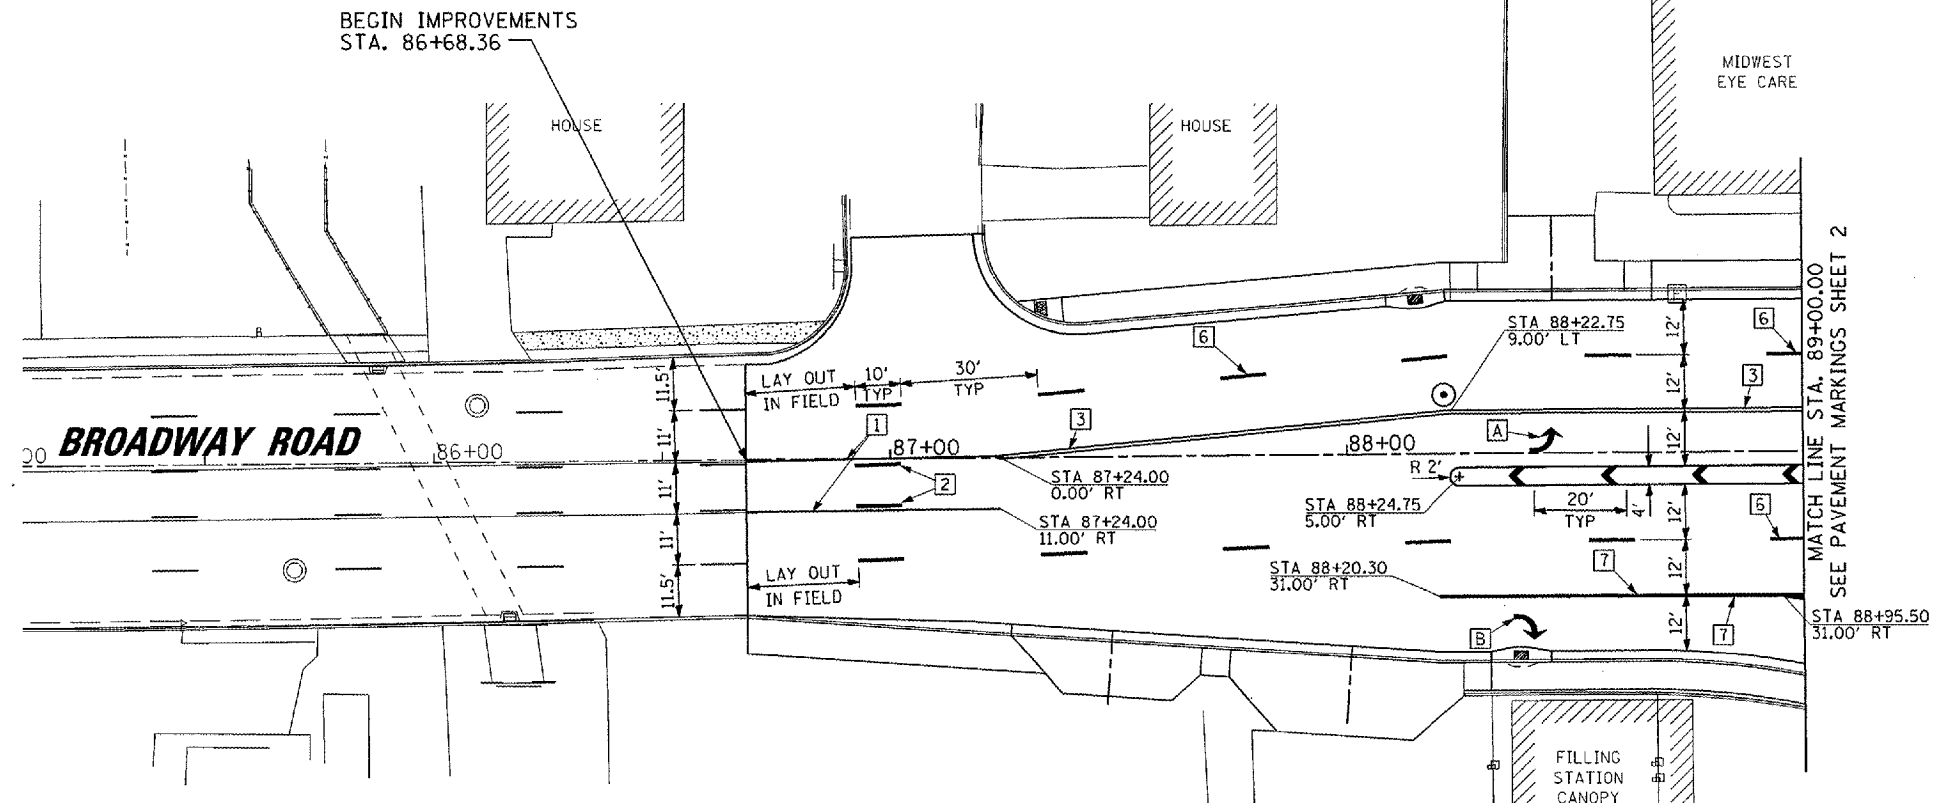 BEGIN IMPROVEMENTS
STA. 86+68.36
HOUSE
HOUSE
MIDWEST
EYE CARE
MATCH LINE STA. 89+00.00
SEE PAVEMENT MARKINGS SHEET 2
6
6
STA 88+22.75
9.00' LT
12'
12'
3
LAY OUT
IN FIELD
10'
TYP
30'
TYP
11.5'
11'
1
3
BROADWAY ROAD
00
86+00
87+00
88+00
A
12'
R 2'
2
STA 87+24.00
0.00' RT
STA 88+24.75
5.00' RT
20'
TYP
4'
12'
6
11'
STA 87+24.00
11.00' RT
11'
11.5'
LAY OUT
IN FIELD
STA 88+20.30
31.00' RT
7
12'
STA 88+95.50
31.00' RT
B
12'
7
FILLING
STATION
CANOPY